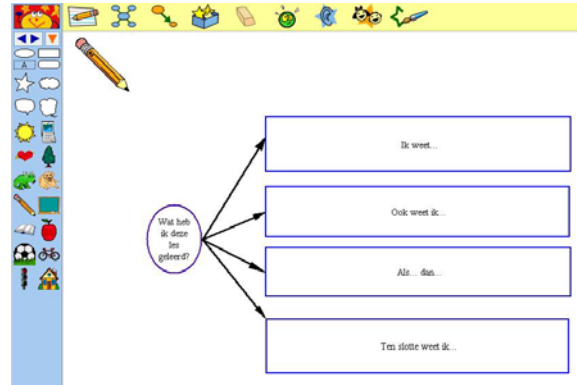 A
Wat heb
ik deze
les
geleerd?
Ik weet...
Ook weet ik...
Als... dan...
Ten slotte weet ik...